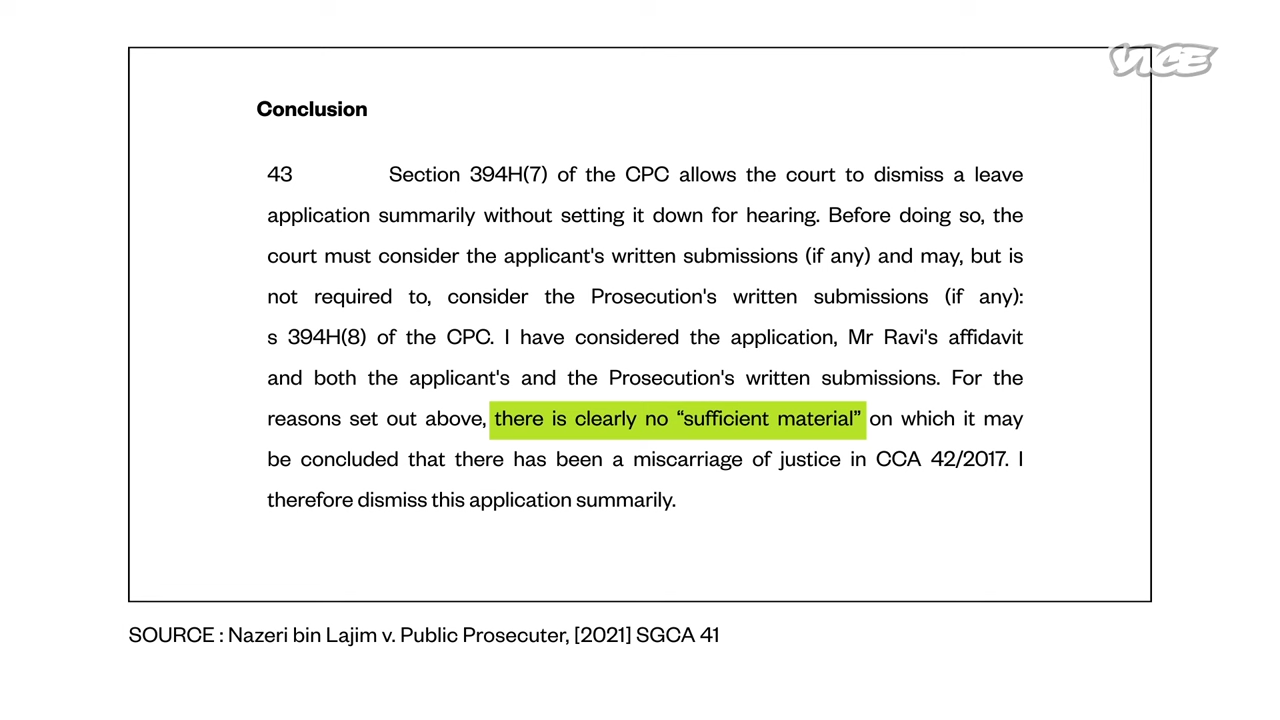 VICE
Conclusion
43 Section 394H(7) of the CPC allows the court to dismiss a leave
application summarily without setting it down for hearing. Before doing so, the
court must consider the applicant's written submissions (if any) and may, but is
not required to, consider the Prosecution's written submissions (if any):
s 394H(8) of the CPC. I have considered the application, Mr Ravi's affidavit
and both the applicant's and the Prosecution's written submissions. For the
reasons set out above, there is clearly no “sufficient material” on which it may
be concluded that there has been a miscarriage of justice in CCA 42/2017. I
therefore dismiss this application summarily.
SOURCE : Nazeri bin Lajim v. Public Prosecuter, [2021] SGCA 41